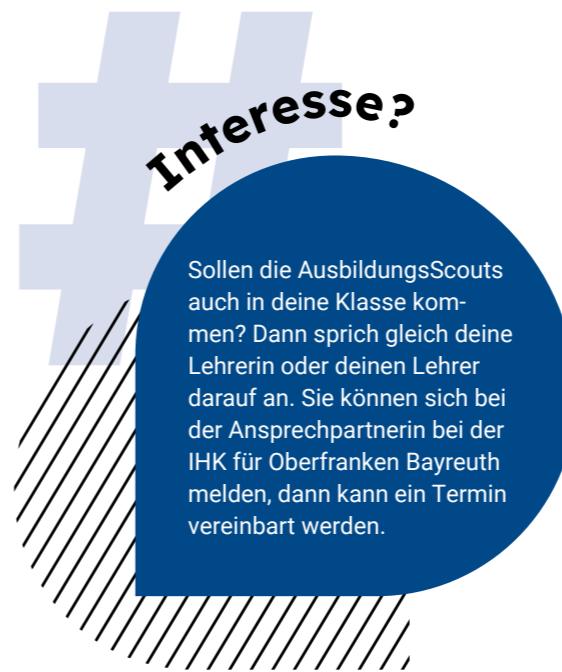 #
Interesse?
Sollen die AusbildungsScouts
auch in deine Klasse kom-
men? Dann sprich gleich deine
Lehrerin oder deinen Lehrer
darauf an. Sie können sich bei
der Ansprechpartnerin bei der
IHK für Oberfranken Bayreuth
melden, dann kann ein Termin
vereinbart werden.